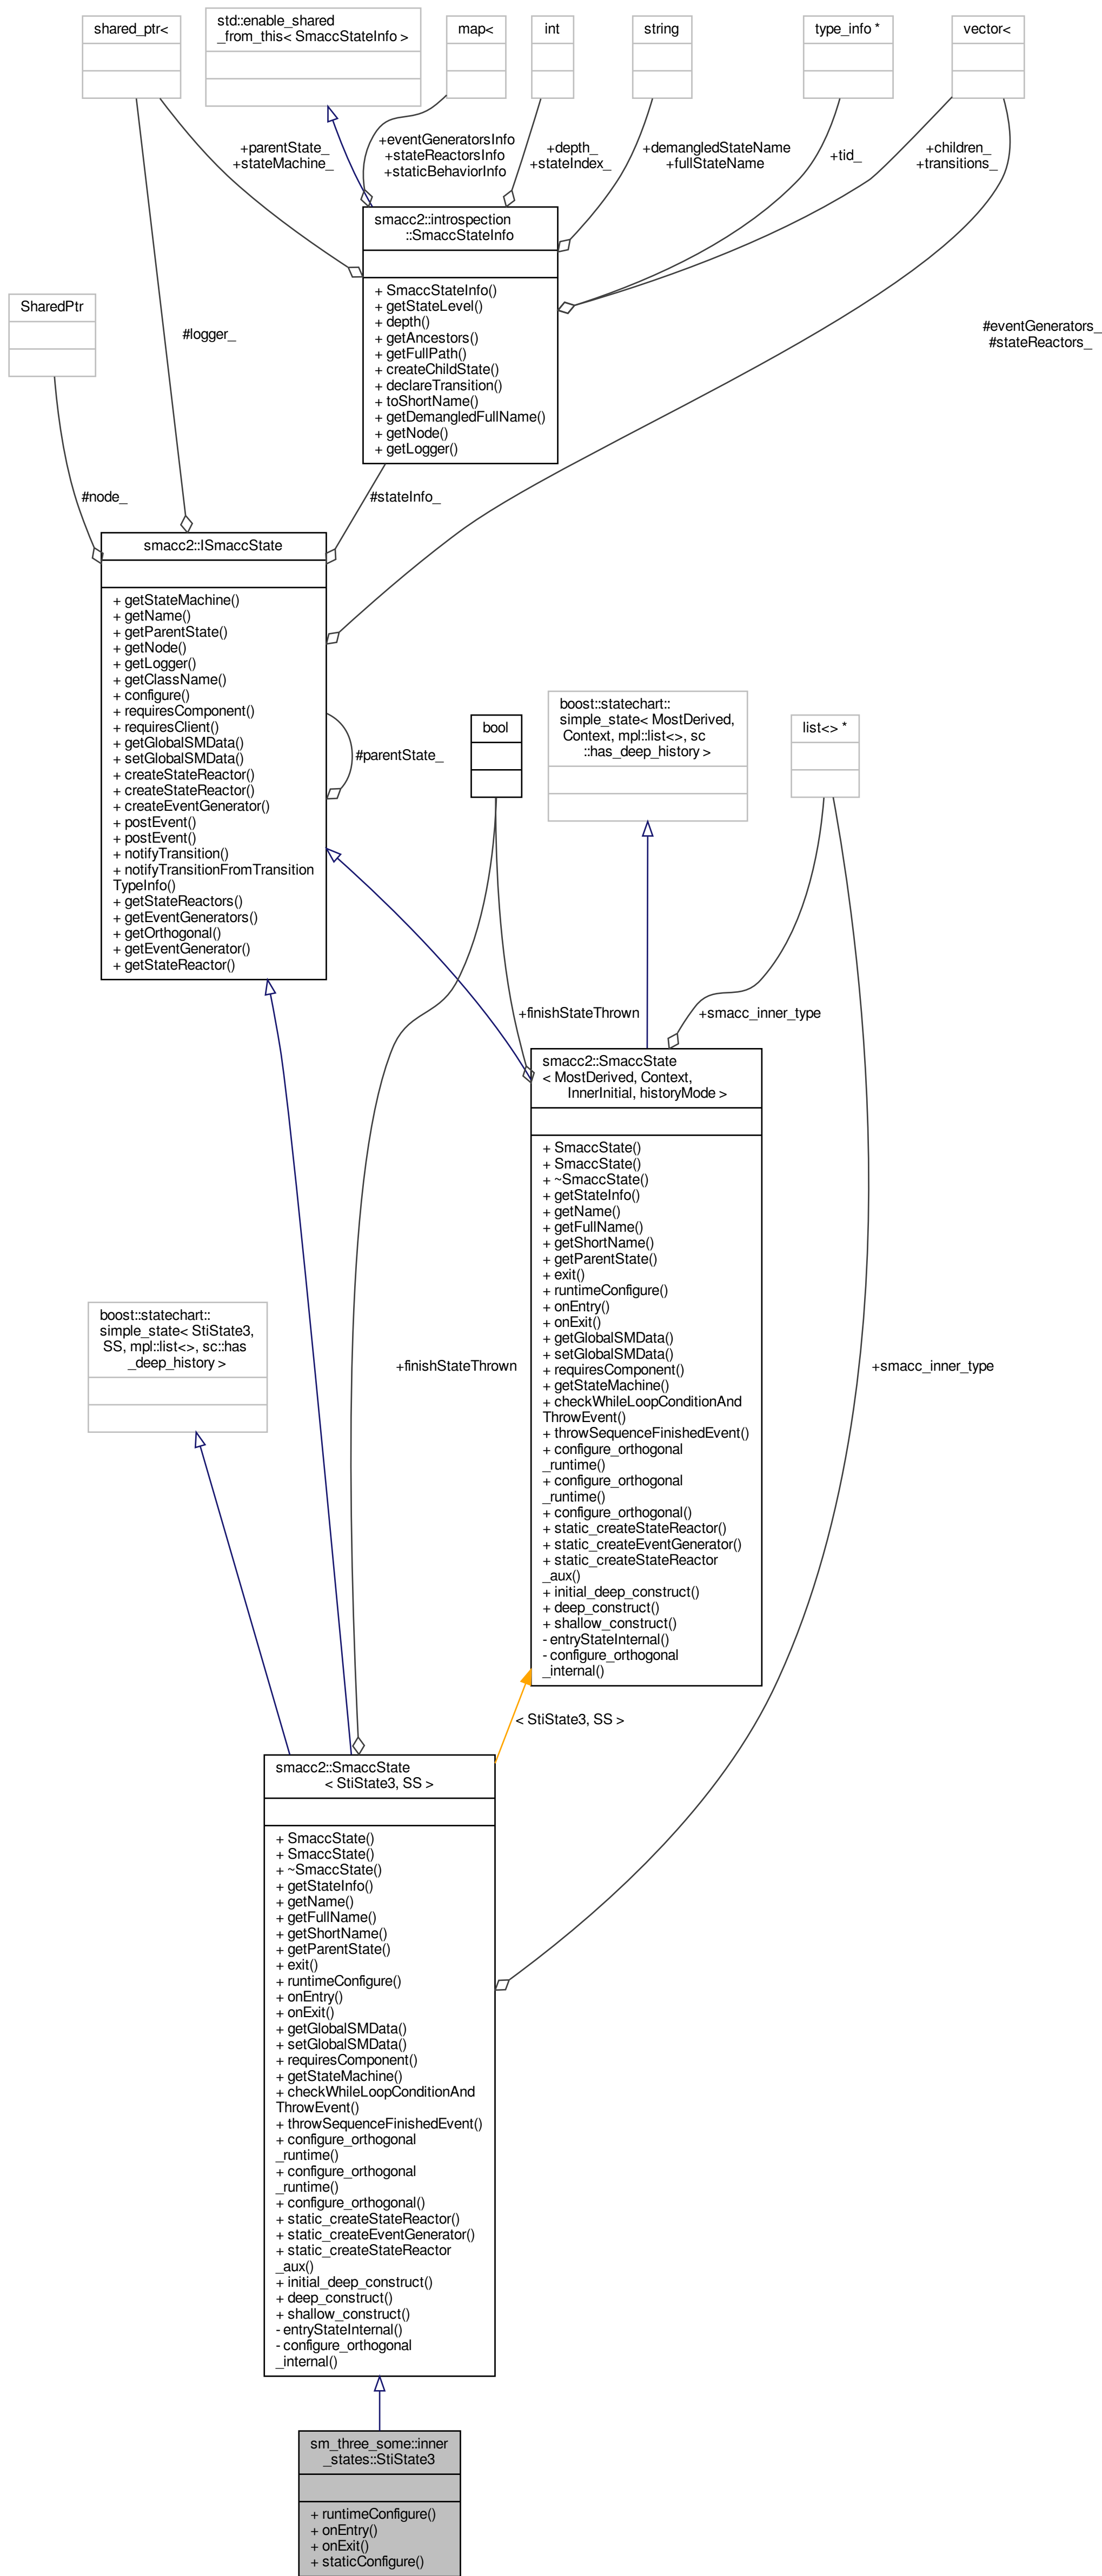 shared_ptr<
std::enable_shared
_from_this< SmaccStateInfo >
map<
int
string
type_info *
vector<
+parentState_
+stateMachine_
+eventGeneratorsInfo
+stateReactorsInfo
+staticBehaviorInfo
+depth_
+stateIndex_
+demangledStateName
+fullStateName
+tid_
+children_
+transitions_
smacc2::introspection
::SmaccStateInfo
+ SmaccStateInfo()
+ getStateLevel()
+ depth()
+ getAncestors()
+ getFullPath()
+ createChildState()
+ declareTransition()
+ toShortName()
+ getDemangledFullName()
+ getNode()
+ getLogger()
SharedPtr
#logger_
#eventGenerators_
#stateReactors_
#node_
#stateInfo_
smacc2::ISmaccState
+ getStateMachine()
+ getName()
+ getParentState()
+ getNode()
+ getLogger()
+ getClassName()
+ configure()
+ requiresComponent()
+ requiresClient()
+ getGlobalSMData()
+ setGlobalSMData()
+ createStateReactor()
+ createStateReactor()
+ createEventGenerator()
+ postEvent()
+ postEvent()
+ notifyTransition()
+ notifyTransitionFromTransition
TypeInfo()
+ getStateReactors()
+ getEventGenerators()
+ getOrthogonal()
+ getEventGenerator()
+ getStateReactor()
#parentState_
bool
boost::statechart::
simple_state< MostDerived,
Context, mpl::list<>, sc
::has_deep_history >
list<> *
+finishStateThrown
+smacc_inner_type
smacc2::SmaccState
< MostDerived, Context,
InnerInitial, historyMode >
+ SmaccState()
+ SmaccState()
+ ~SmaccState()
+ getStateInfo()
+ getName()
+ getFullName()
+ getShortName()
+ getParentState()
+ exit()
+ runtimeConfigure()
+ onEntry()
+ onExit()
+ getGlobalSMData()
+ setGlobalSMData()
+ requiresComponent()
+ getStateMachine()
+ checkWhileLoopConditionAnd
ThrowEvent()
+ throwSequenceFinishedEvent()
+ configure_orthogonal
_runtime()
+ configure_orthogonal
_runtime()
+ configure_orthogonal()
+ static_createStateReactor()
+ static_createEventGenerator()
+ static_createStateReactor
_aux()
+ initial_deep_construct()
+ deep_construct()
+ shallow_construct()
- entryStateInternal()
- configure_orthogonal
_internal()
boost::statechart::
simple_state< StiState3,
SS, mpl::list<>, sc::has
_deep_history >
+finishStateThrown
+smacc_inner_type
< StiState3, SS >
smacc2::SmaccState
< StiState3, SS >
+ SmaccState()
+ SmaccState()
+ ~SmaccState()
+ getStateInfo()
+ getName()
+ getFullName()
+ getShortName()
+ getParentState()
+ exit()
+ runtimeConfigure()
+ onEntry()
+ onExit()
+ getGlobalSMData()
+ setGlobalSMData()
+ requiresComponent()
+ getStateMachine()
+ checkWhileLoopConditionAnd
ThrowEvent()
+ throwSequenceFinishedEvent()
+ configure_orthogonal
_runtime()
+ configure_orthogonal
_runtime()
+ configure_orthogonal()
+ static_createStateReactor()
+ static_createEventGenerator()
+ static_createStateReactor
_aux()
+ initial_deep_construct()
+ deep_construct()
+ shallow_construct()
- entryStateInternal()
- configure_orthogonal
_internal()
sm_three_some::inner
_states::StiState3
+ runtimeConfigure()
+ onEntry()
+ onExit()
+ staticConfigure()